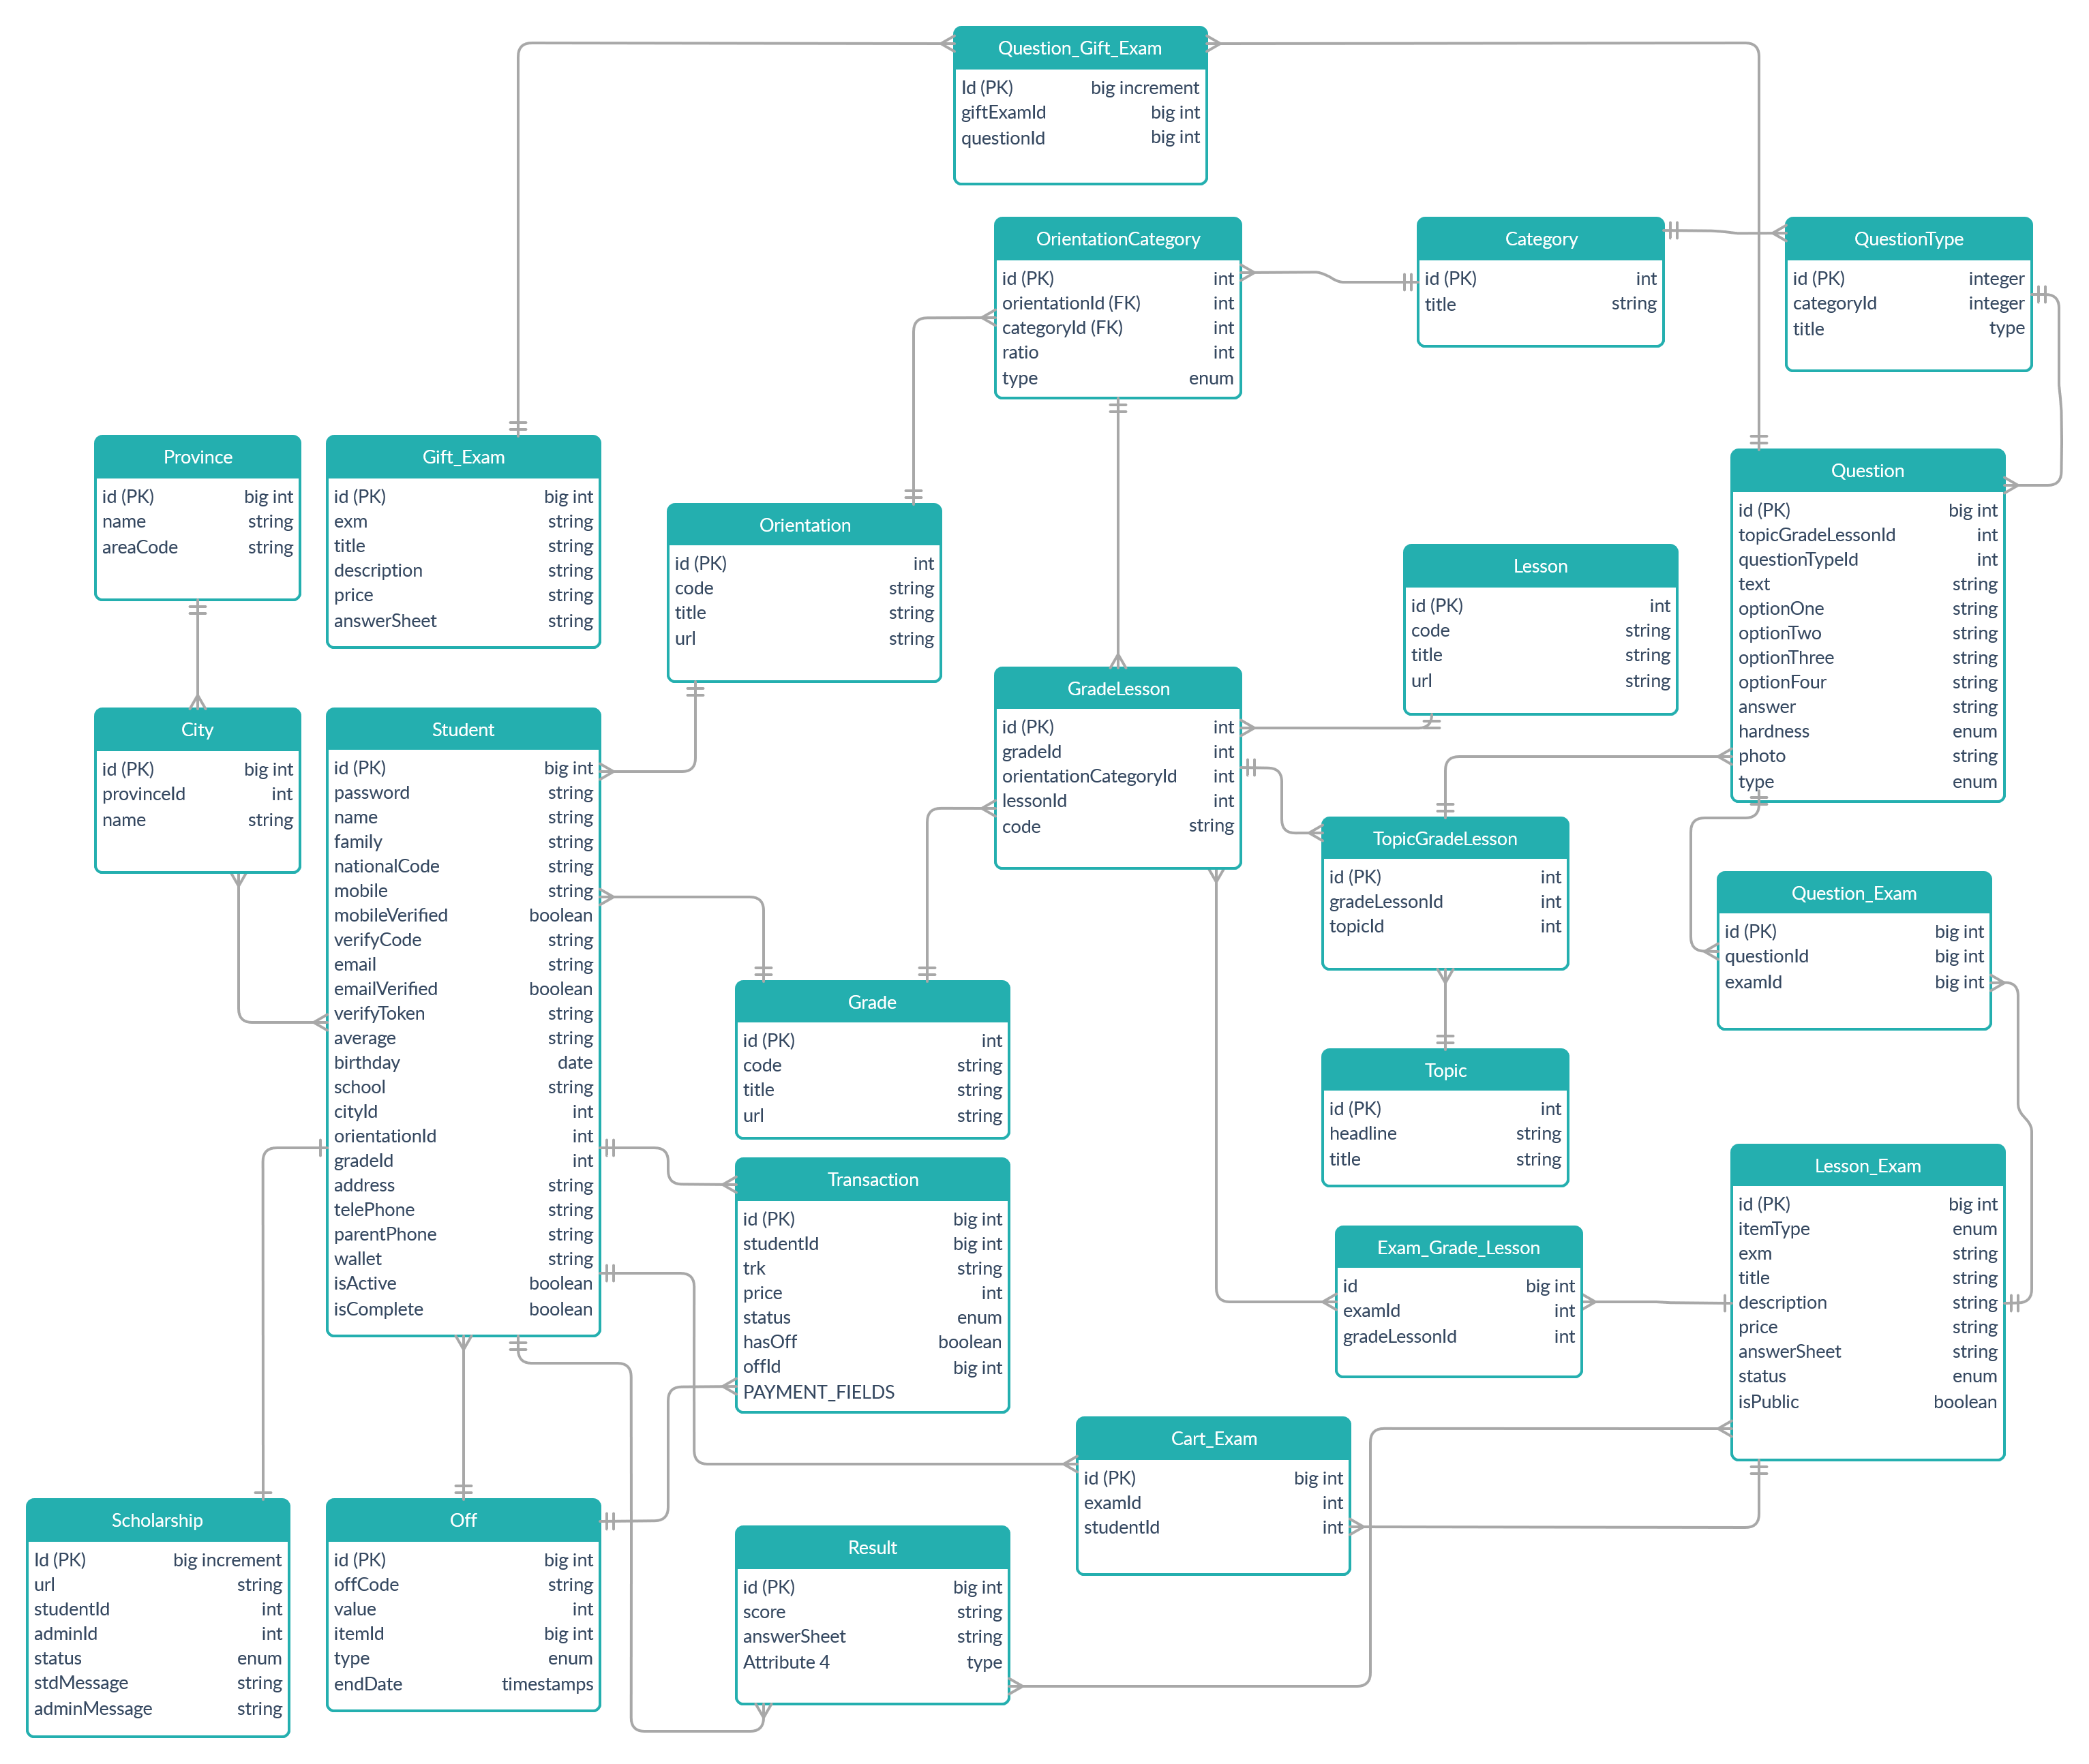 Question_Gift_Exam
Id (PK) big increment
giftExamId big int
questionId big int
OrientationCategory
id (PK) int
orientationId (FK) int
categoryId (FK) int
ratio int
type enum
Category
id (PK) int
title string
QuestionType
id (PK) integer
categoryId integer
title type
Province
id (PK) big int
name string
areaCode string
Gift_Exam
id (PK) big int
exm string
title string
description string
price string
answerSheet string
Orientation
id (PK) int
code string
title string
url string
Lesson
id (PK) int
code string
title string
url string
Question
id (PK) big int
topicGradeLessonId int
questionTypeId int
text string
optionOne string
optionTwo string
optionThree string
optionFour string
answer string
hardness enum
photo string
type enum
City
id (PK) big int
provinceId int
name string
Student
id (PK) big int
password string
name string
family string
nationalCode string
mobile string
mobileVerified boolean
verifyCode string
email string
emailVerified boolean
verifyToken string
average string
birthday date
school string
cityId int
orientationId int
gradeId int
address string
telePhone string
parentPhone string
wallet string
isActive boolean
isComplete boolean
GradeLesson
id (PK) int
gradeId int
orientationCategoryId int
lessonId int
code string
TopicGradeLesson
id (PK) int
gradeLessonId int
topicId int
Question_Exam
id (PK) big int
questionId big int
examId big int
Grade
id (PK) int
code string
title string
url string
Topic
id (PK) int
headline string
title string
Transaction
id (PK) big int
studentId big int
trk string
price int
status enum
hasOff boolean
offId big int
PAYMENT_FIELDS
Exam_Grade_Lesson
id big int
examId int
gradeLessonId int
Lesson_Exam
id (PK) big int
itemType enum
exm string
title string
description string
price string
answerSheet string
status enum
isPublic boolean
Cart_Exam
id (PK) big int
examId int
studentId int
Scholarship
Id (PK) big increment
url string
studentId int
adminId int
status enum
stdMessage string
adminMessage string
Off
id (PK) big int
offCode string
value int
itemId big int
type enum
endDate timestamps
Result
id (PK) big int
score string
answerSheet string
Attribute 4 type